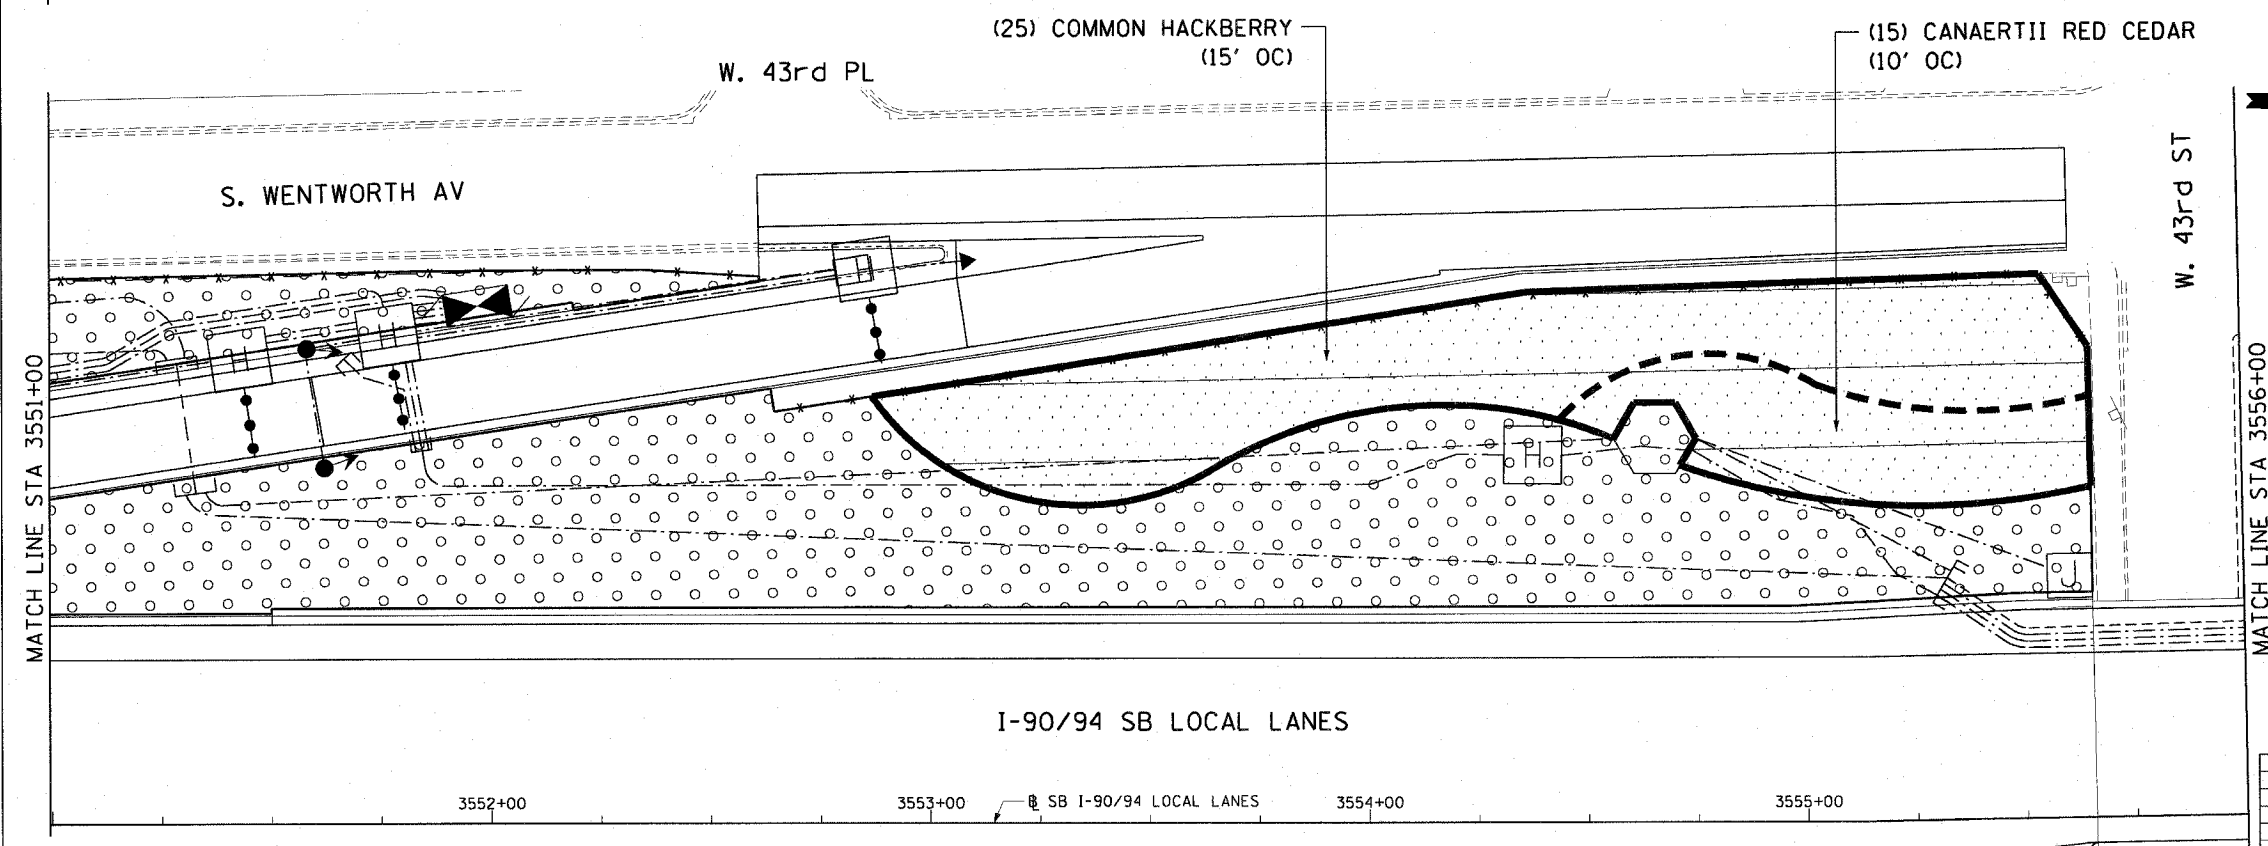 (25) COMMON HACKBERRY
(15' OC)
(15) CANAERTII RED CEDAR
(10' OC)
W. 43rd PL
S. WENTWORTH AV
W. 43rd ST
MATCH LINE STA 3551+00
MATCH LINE STA 3556+00
H
H
H
H
J
I-90/94 SB LOCAL LANES
3552+00
3553+00
℄ SB I-90/94 LOCAL LANES
3554+00
3555+00